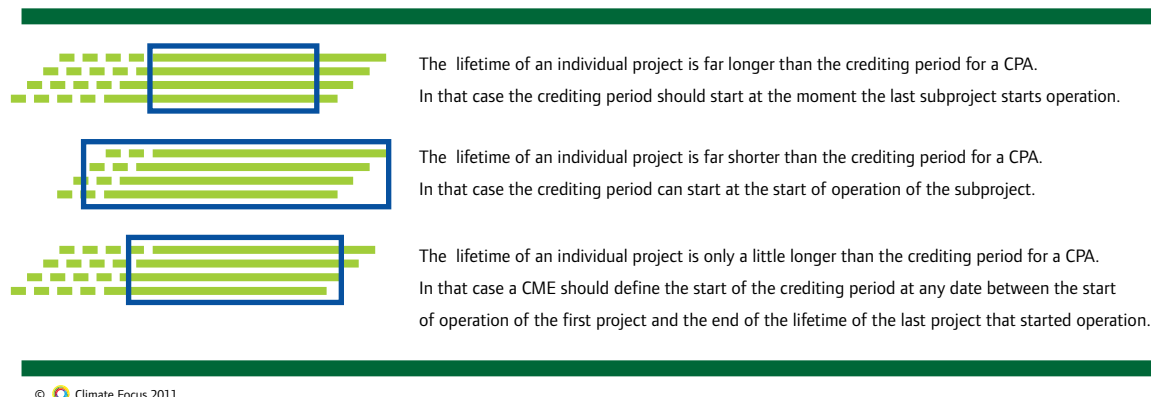 The lifetime of an individual project is far longer than the crediting period for a CPA.
In that case the crediting period should start at the moment the last subproject starts operation.
The lifetime of an individual project is far shorter than the crediting period for a CPA.
In that case the crediting period can start at the start of operation of the subproject.
The lifetime of an individual project is only a little longer than the crediting period for a CPA.
In that case a CME should define the start of the crediting period at any date between the start
of operation of the first project and the end of the lifetime of the last project that started operation.
© Climate Focus 2011